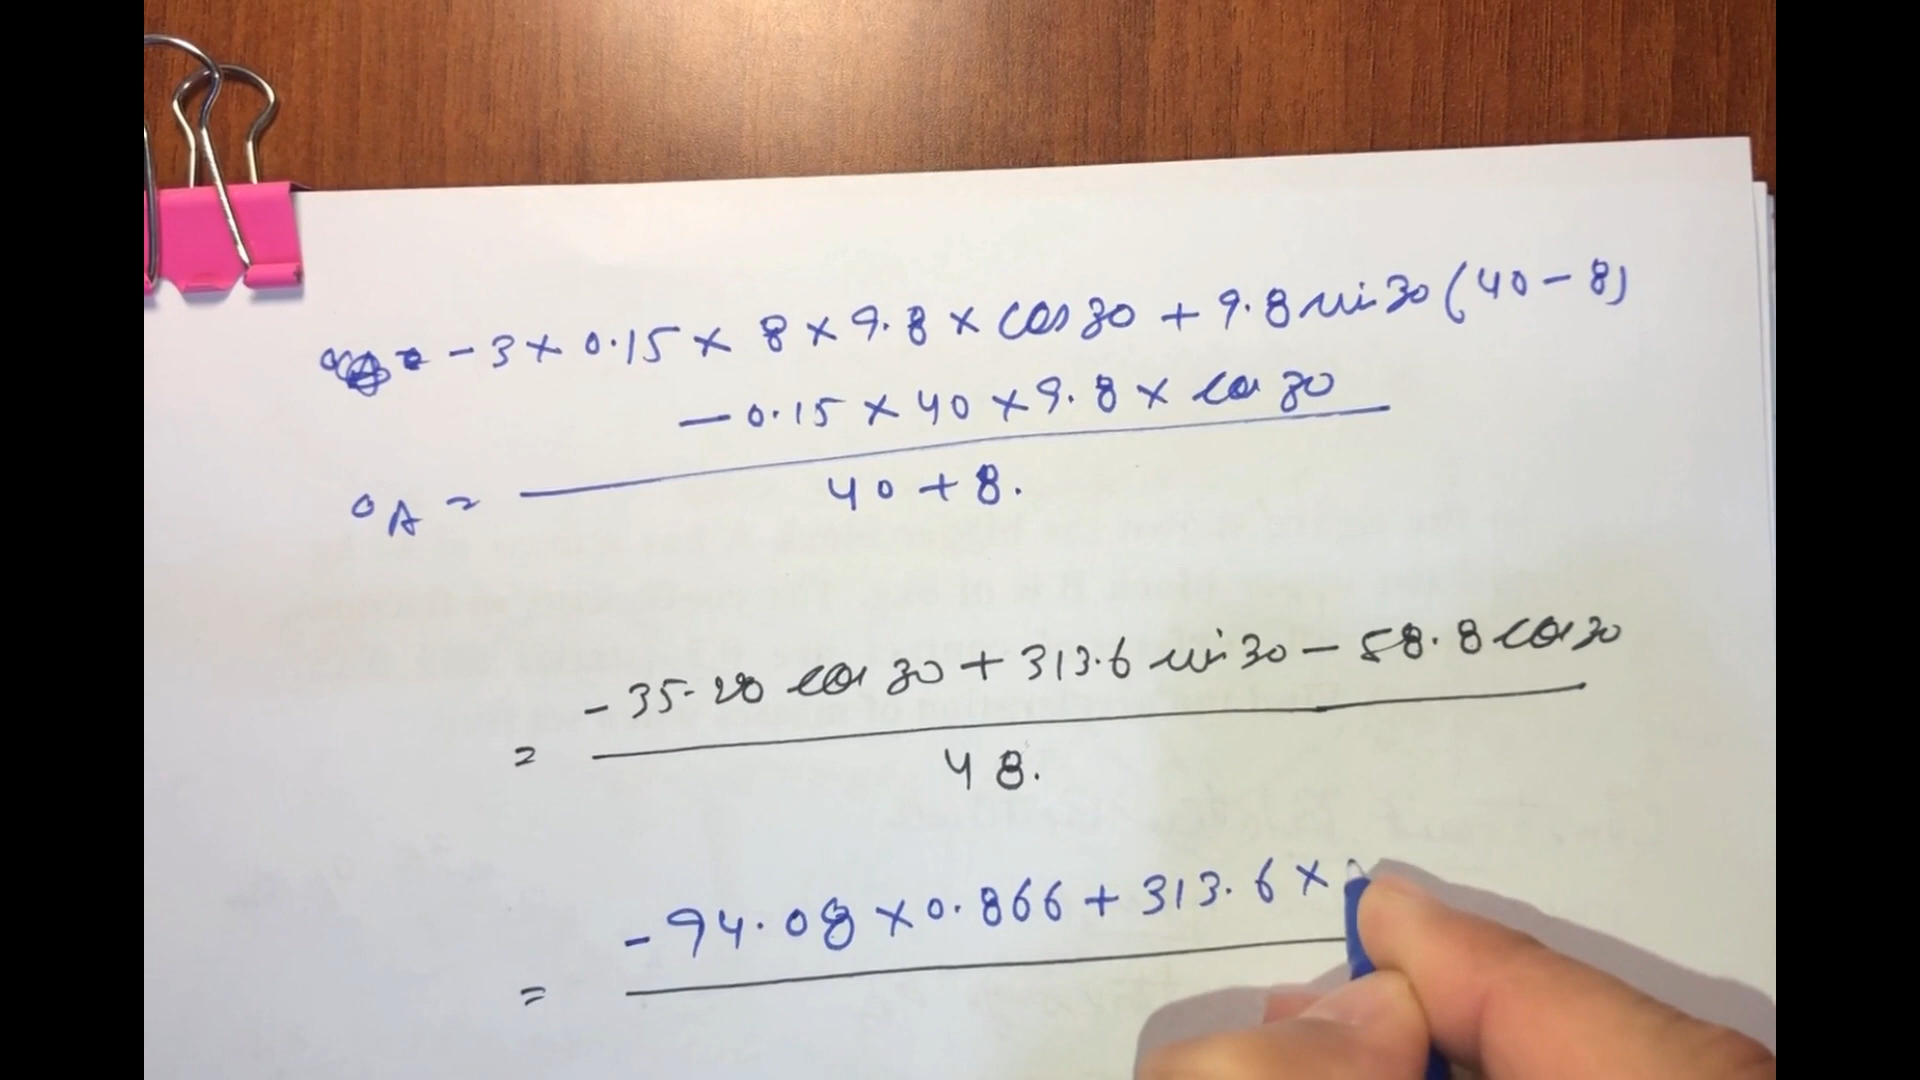 - 3 × 0.15 × 8 × 9.8 × cos 30 + 9.8 sin 30 (40 - 8)
- 0.15 × 40 × 9.8 × cos 30
a_A =
40 + 8.
- 35.28 cos 30 + 313.6 sin 30 - 58.8 cos 30
=
48.
- 94.08 × 0.866 + 313.6 ×
=